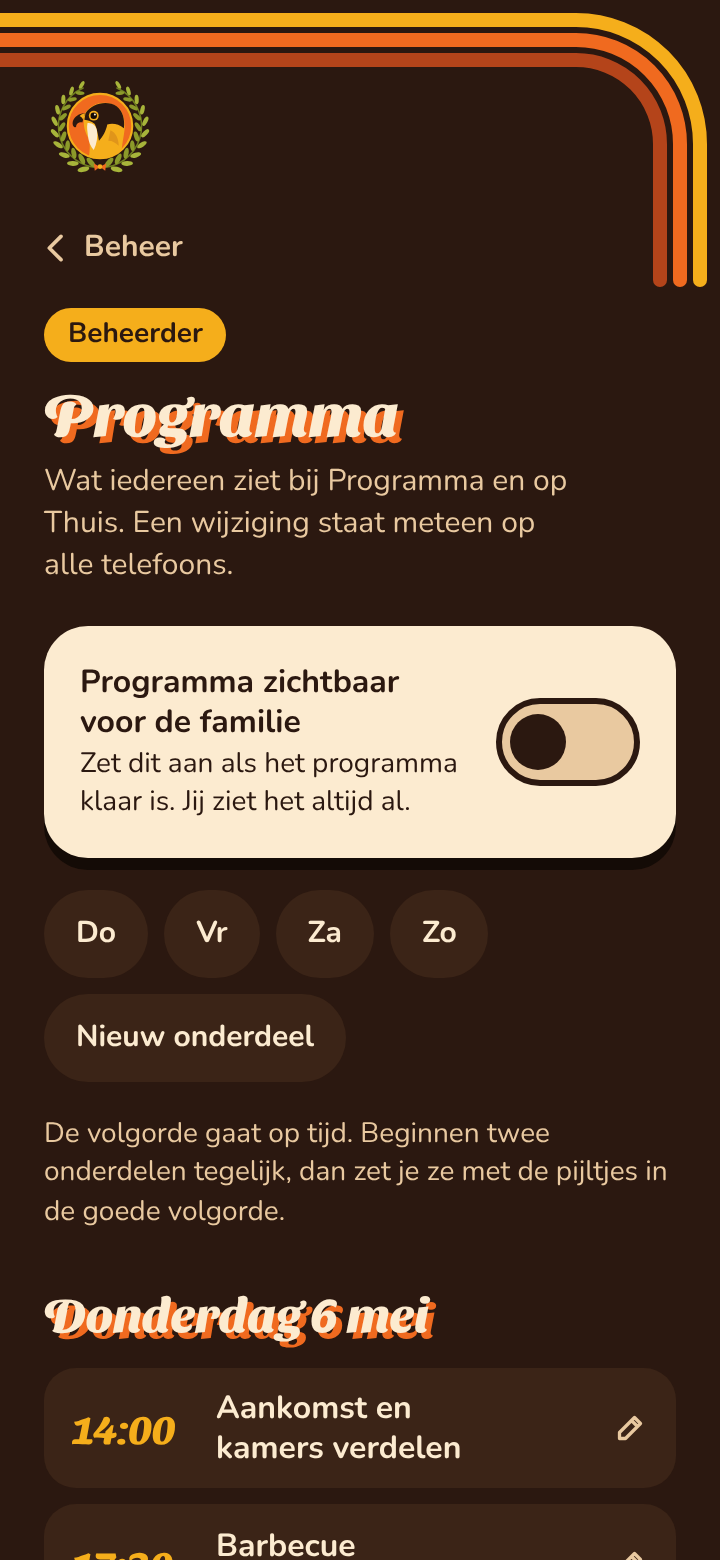 Beheer
Beheerder
Programma
Wat iedereen ziet bij Programma en op
Thuis. Een wijziging staat meteen op
alle telefoons.
Programma zichtbaar
voor de familie
Zet dit aan als het programma
klaar is. Jij ziet het altijd al.
Do Vr Za Zo
Nieuw onderdeel
De volgorde gaat op tijd. Beginnen twee
onderdelen tegelijk, dan zet je ze met de pijltjes in
de goede volgorde.
Donderdag 6 mei
14:00 Aankomst en
kamers verdelen
Barbecue